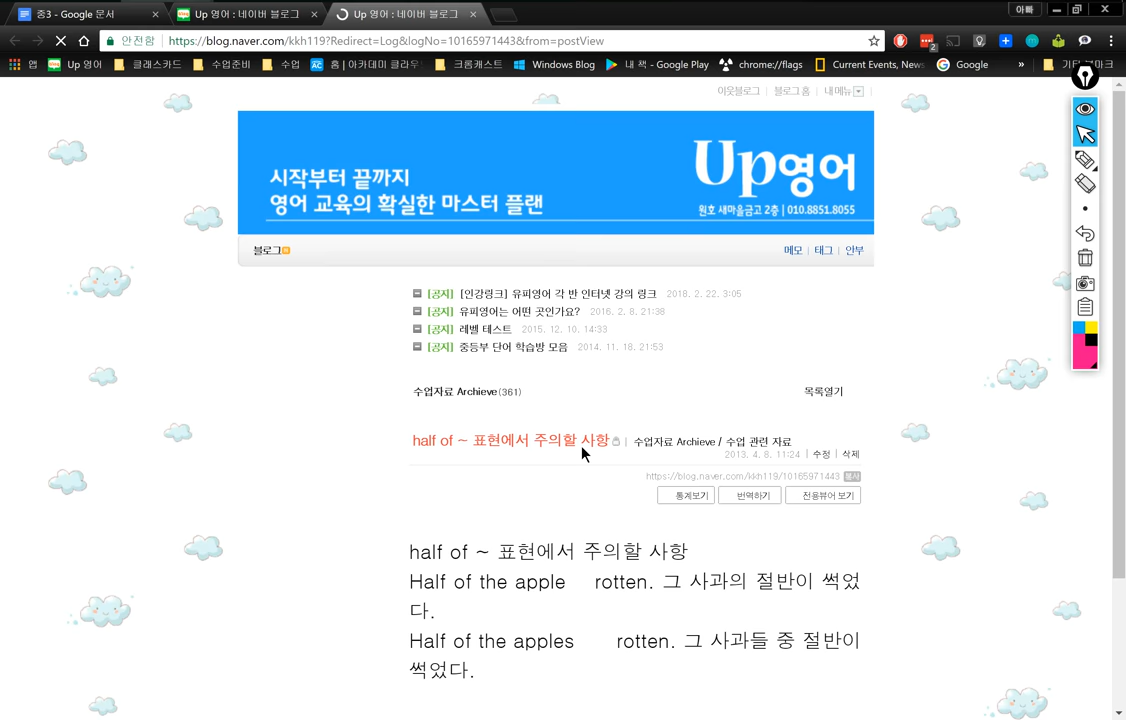 중3 - Google 문서
Up 영어 : 네이버 블로그
Up 영어 : 네이버 블로그
아빠
안전함
https://blog.naver.com/kkh119?Redirect=Log&logNo=10165971443&from=postView
2
앱
Up 영어
클래스카드
수업준비
수업
홈 | 아카데미 클라우
크롬캐스트
Windows Blog
내 책 - Google Play
chrome://flags
Current Events, News
Google
»
기타 북마크
이웃블로그 | 블로그 홈 | 내 메뉴
시작부터 끝까지
영어 교육의 확실한 마스터 플랜
Up영어
원호 새마을금고 2층 | 010.8851.8055
블로그
메모 | 태그 | 안부
[공지] [인강링크] 유피영어 각 반 인터넷 강의 링크 2018. 2. 22, 3:05
[공지] 유피영어는 어떤 곳인가요? 2016. 2. 8, 21:38
[공지] 레벨 테스트 2015. 12. 10. 14:33
[공지] 중등부 단어 학습방 모음 2014. 11. 18, 21:53
수업자료 Archieve (361)
목록열기
half of ~ 표현에서 주의할 사항 | 수업자료 Archieve / 수업 관련 자료
2013. 4. 8, 11:24 | 수정 | 삭제
https://blog.naver.com/kkh119/10165971443 복사
통계보기 번역하기 전용뷰어 보기
half of ~ 표현에서 주의할 사항
Half of the apple rotten. 그 사과의 절반이 썩었
다.
Half of the apples rotten. 그 사과들 중 절반이
썩었다.